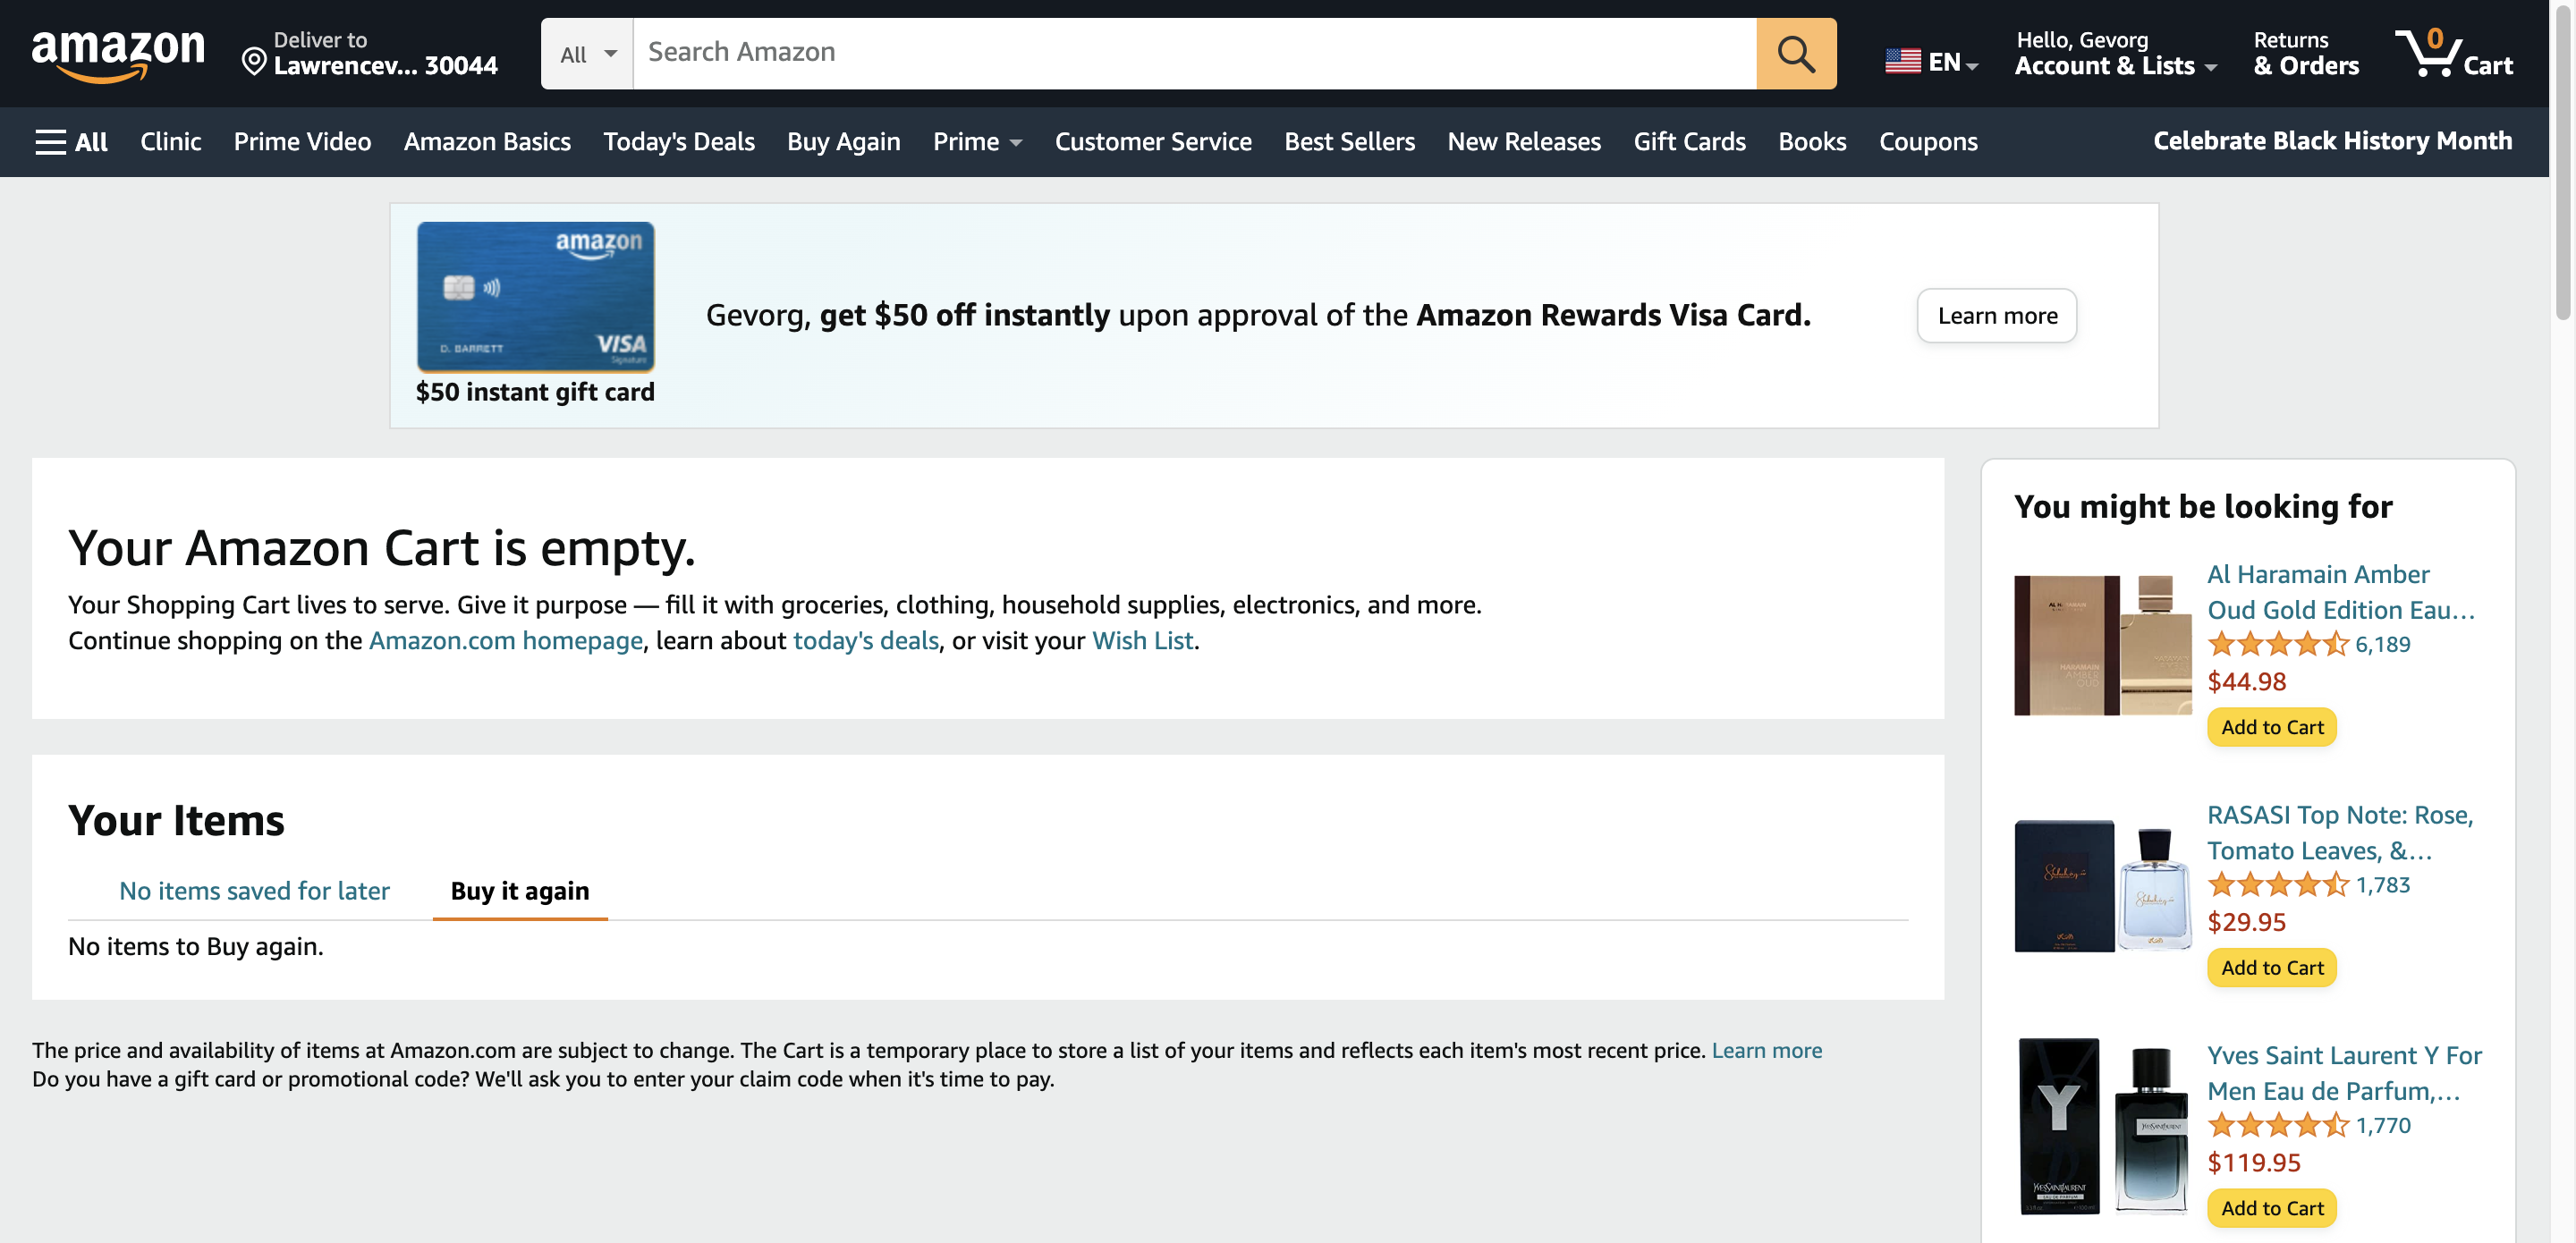 amazon
Deliver to
Lawrencev... 30044
All
Search Amazon
EN
Hello, Gevorg
Account & Lists
Returns
& Orders
0
Cart
All
Clinic
Prime Video
Amazon Basics
Today's Deals
Buy Again
Prime
Customer Service
Best Sellers
New Releases
Gift Cards
Books
Coupons
Celebrate Black History Month
amazon
D. BARRETT
VISA
Signature
$50 instant gift card
Gevorg, get $50 off instantly upon approval of the Amazon Rewards Visa Card.
Learn more
Your Amazon Cart is empty.
Your Shopping Cart lives to serve. Give it purpose — fill it with groceries, clothing, household supplies, electronics, and more.
Continue shopping on the Amazon.com homepage, learn about today's deals, or visit your Wish List.
Your Items
No items saved for later
Buy it again
No items to Buy again.
The price and availability of items at Amazon.com are subject to change. The Cart is a temporary place to store a list of your items and reflects each item's most recent price. Learn more
Do you have a gift card or promotional code? We'll ask you to enter your claim code when it's time to pay.
You might be looking for
HARAMAIN
AMBER
OUD
Al Haramain Amber
Oud Gold Edition Eau...
6,189
$44.98
Add to Cart
RASASI Top Note: Rose,
Tomato Leaves, &...
1,783
$29.95
Add to Cart
Y
YVESSAINTLAURENT
EAU DE PARFUM
YVESSAINTLAURENT
Yves Saint Laurent Y For
Men Eau de Parfum,...
1,770
$119.95
Add to Cart